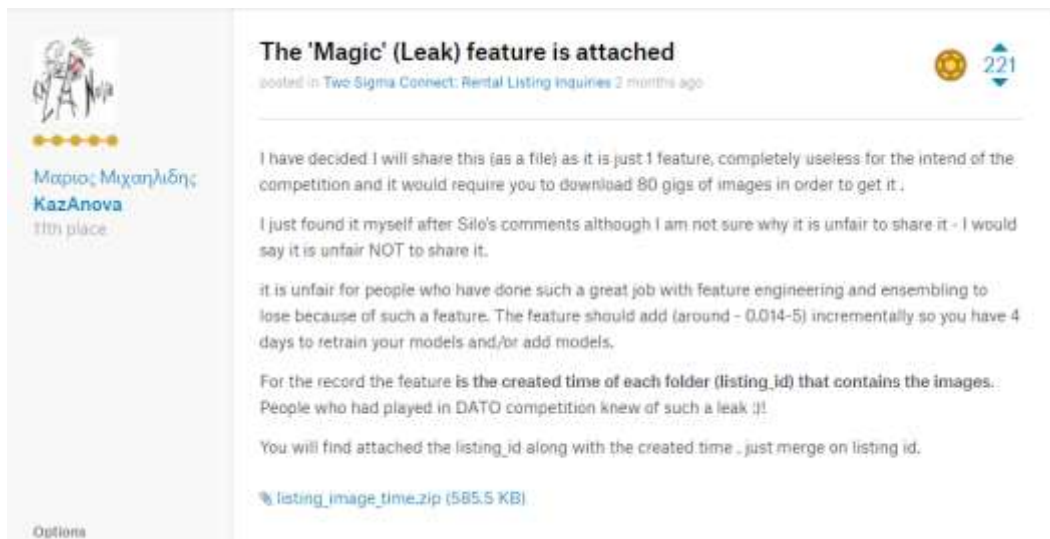 The 'Magic' (Leak) feature is attached
221
posted in Two Sigma Connect: Rental Listing Inquiries 2 months ago
Μαριος Μιχαηλιδης
KazAnova
11th place
I have decided I will share this (as a file) as it is just 1 feature, completely useless for the intend of the
competition and it would require you to download 80 gigs of images in order to get it .
I just found it myself after Silo's comments although I am not sure why it is unfair to share it - I would
say it is unfair NOT to share it.
it is unfair for people who have done such a great job with feature engineering and ensembling to
lose because of such a feature. The feature should add (around - 0.014-5) incrementally so you have 4
days to retrain your models and/or add models.
For the record the feature is the created time of each folder (listing_id) that contains the images.
People who had played in DATO competition knew of such a leak :)!
You will find attached the listing_id along with the created time , just merge on listing id.
listing_image_time.zip (585.5 KB)
Options